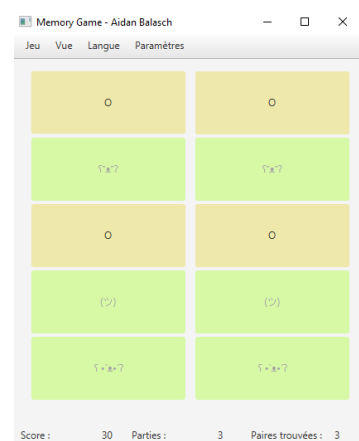 Memory Game - Aidan Balasch
Jeu Vue Langue Paramètres
O O
ʕ•ᴥ•ʔ ʕ•ᴥ•ʔ
O O
(ツ) (ツ)
ʕ •`ᴥ•´ʔ ʕ •`ᴥ•´ʔ
Score : 30 Parties : 3 Paires trouvées : 3